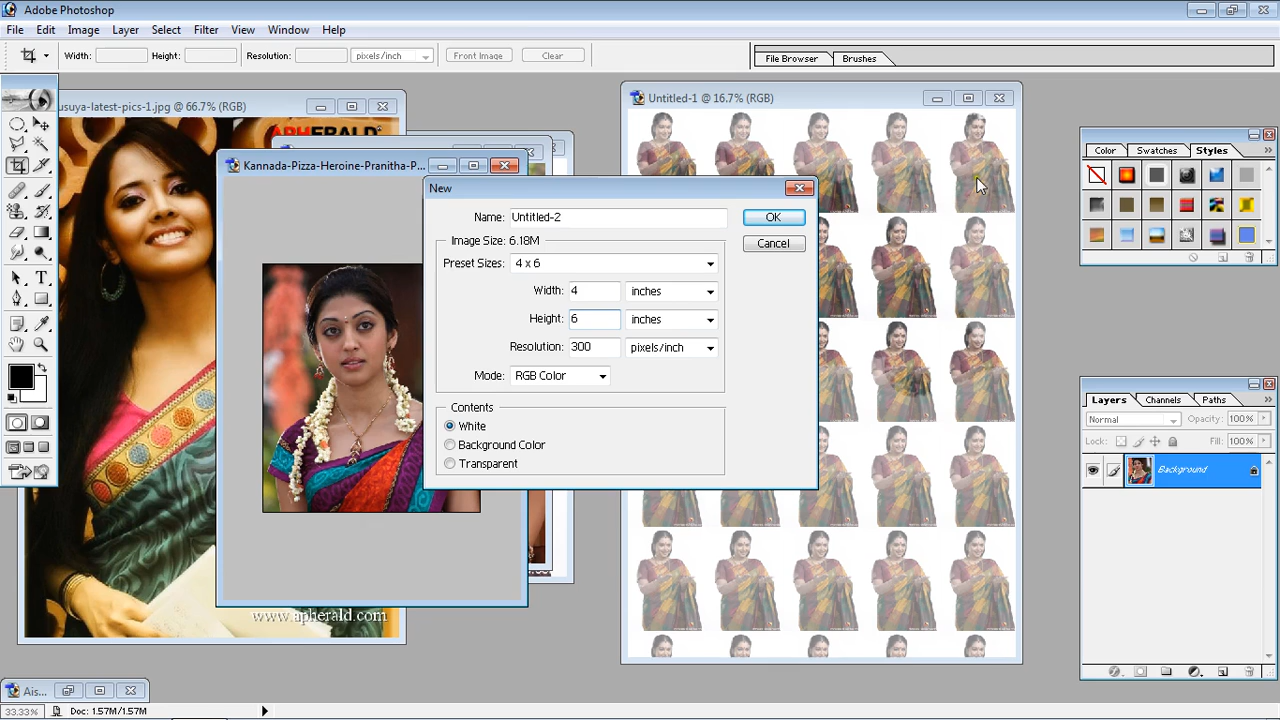 Adobe Photoshop
File Edit Image Layer Select Filter View Window Help
Width: Height: Resolution: pixels/inch Front Image Clear
File Browser Brushes
usuya-latest-pics-1.jpg @ 66.7% (RGB)
Untitled-1 @ 16.7% (RGB)
APHERALD
Kannada-Pizza-Heroine-Pranitha-P...
New
Name: Untitled-2
OK
Image Size: 6.18M
Cancel
Preset Sizes: 4 x 6
Width: 4 inches
Height: 6 inches
Resolution: 300 pixels/inch
Mode: RGB Color
Contents
White
Background Color
Transparent
Color Swatches Styles
Layers Channels Paths
Normal Opacity: 100%
Lock: Fill: 100%
Background
www.apherald.com
Ais...
33.33% Doc: 1.57M/1.57M